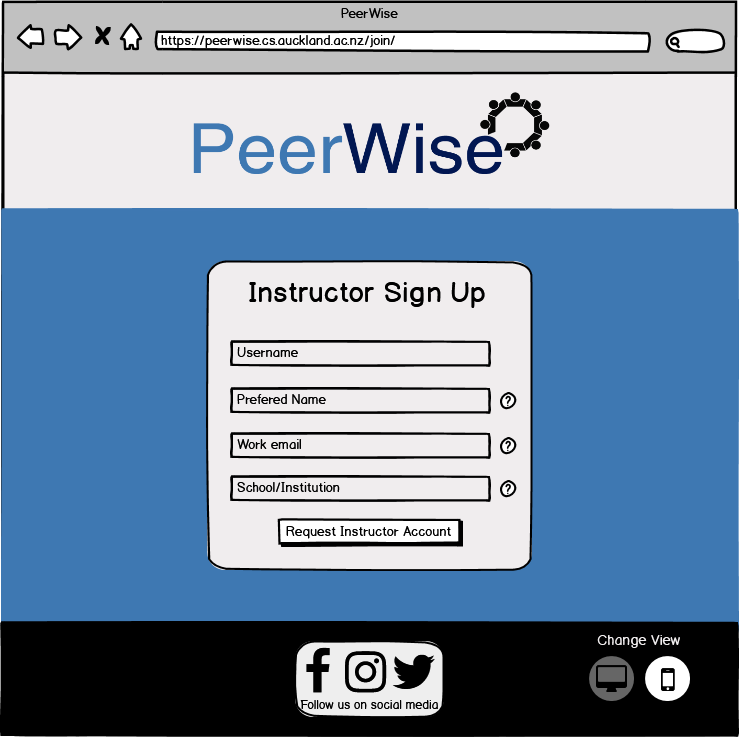 PeerWise
https://peerwise.cs.auckland.ac.nz/join/
PeerWise
Instructor Sign Up
Username
Prefered Name
?
Work email
?
School/Institution
?
Request Instructor Account
Change View
Follow us on social media